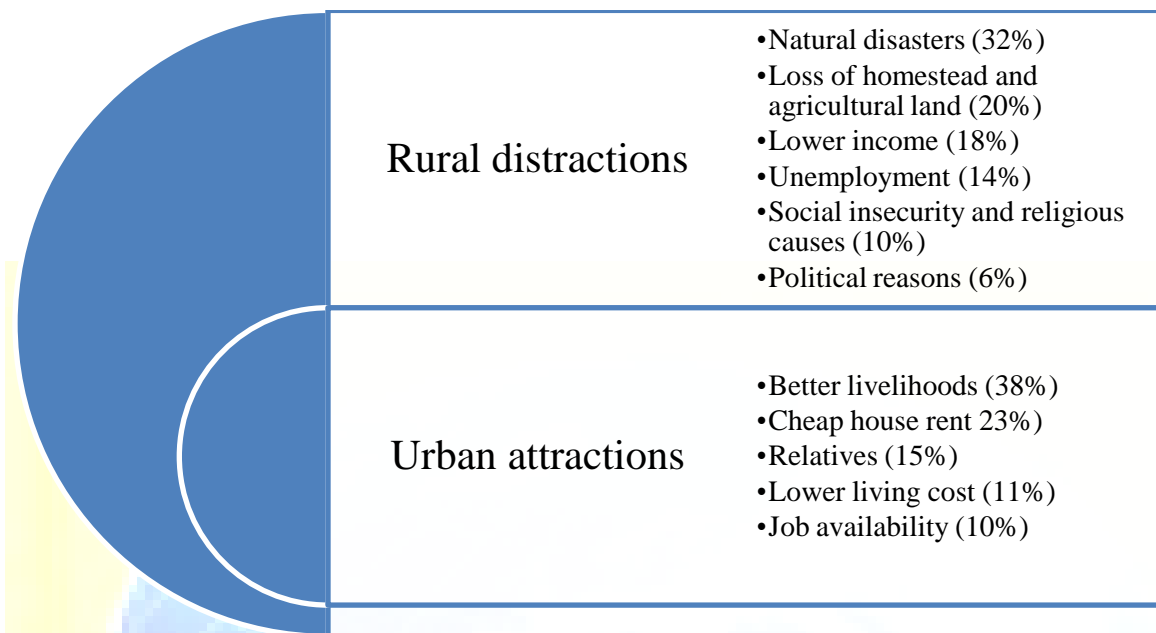 Rural distractions
•Natural disasters (32%)
•Loss of homestead and
agricultural land (20%)
•Lower income (18%)
•Unemployment (14%)
•Social insecurity and religious
causes (10%)
•Political reasons (6%)
Urban attractions
•Better livelihoods (38%)
•Cheap house rent 23%)
•Relatives (15%)
•Lower living cost (11%)
•Job availability (10%)